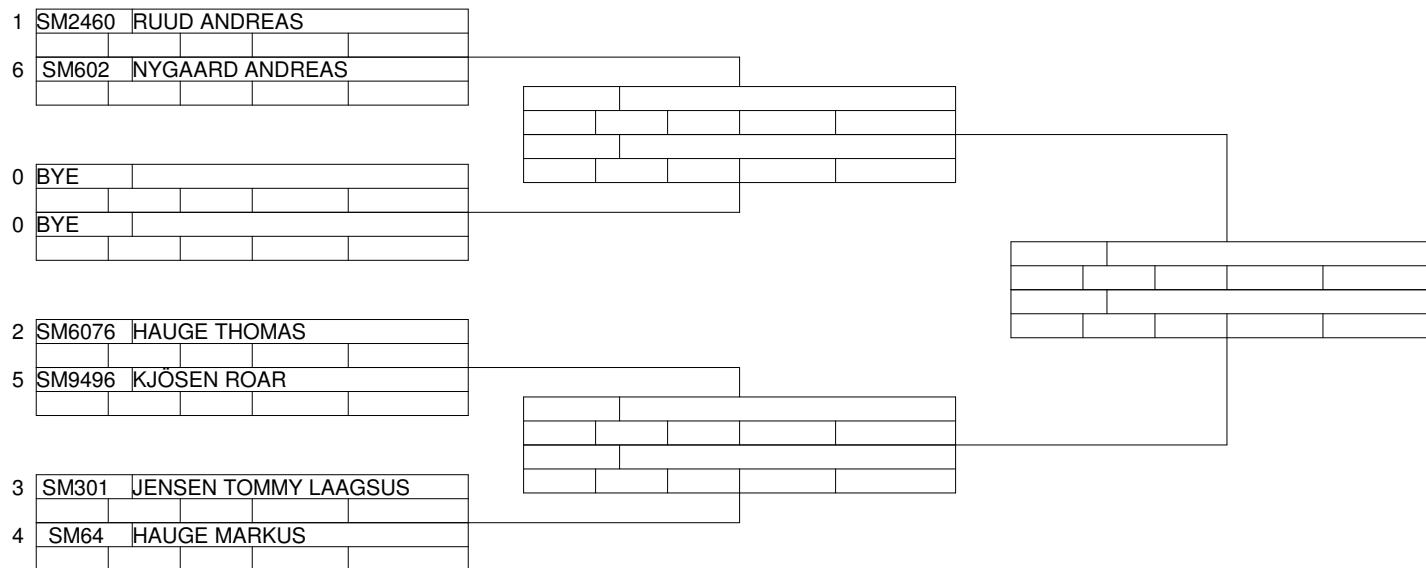 1 SM2460 RUUD ANDREAS
6 SM602 NYGAARD ANDREAS
0 BYE
0 BYE
2 SM6076 HAUGE THOMAS
5 SM9496 KJÖSEN ROAR
3 SM301 JENSEN TOMMY LAAGSUS
4 SM64 HAUGE MARKUS